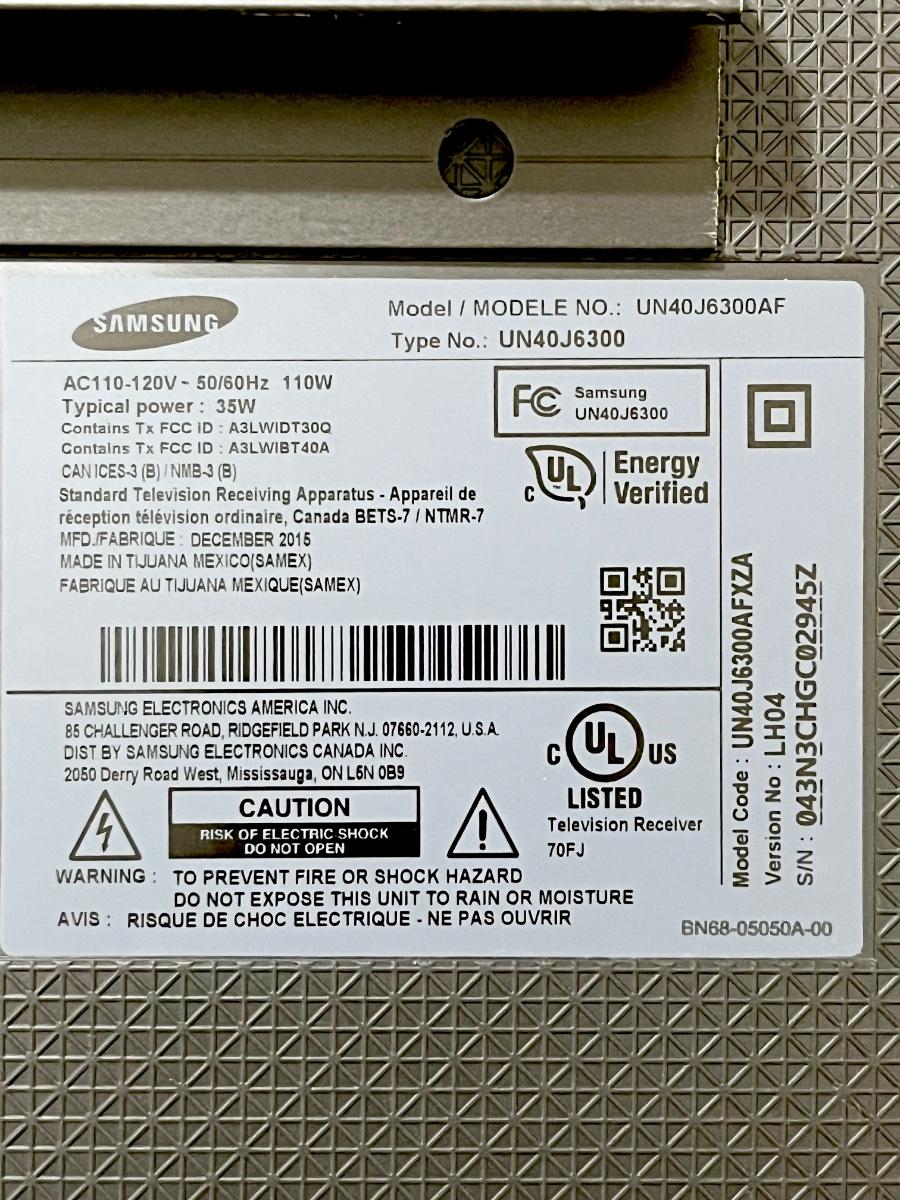 SAMSUNG
Model / MODELE NO.: UN40J6300AF
Type No.: UN40J6300
AC110-120V ~ 50/60Hz 110W
Typical power : 35W
Contains Tx FCC ID : A3LWIDT30Q
Contains Tx FCC ID : A3LWIBT40A
CAN ICES-3 (B) / NMB-3 (B)
Standard Television Receiving Apparatus - Appareil de
réception télévision ordinaire, Canada BETS-7 / NTMR-7
MFD./FABRIQUE : DECEMBER 2015
MADE IN TIJUANA MEXICO(SAMEX)
FABRIQUE AU TIJUANA MEXIQUE(SAMEX)
FC Samsung
UN40J6300
C UL Energy
Verified
SAMSUNG ELECTRONICS AMERICA INC.
85 CHALLENGER ROAD, RIDGEFIELD PARK N.J. 07660-2112, U.S.A.
DIST BY SAMSUNG ELECTRONICS CANADA INC.
2050 Derry Road West, Mississauga, ON L5N 0B9
C UL US
LISTED
Television Receiver
70FJ
CAUTION
RISK OF ELECTRIC SHOCK
DO NOT OPEN
WARNING : TO PREVENT FIRE OR SHOCK HAZARD
DO NOT EXPOSE THIS UNIT TO RAIN OR MOISTURE
AVIS : RISQUE DE CHOC ELECTRIQUE - NE PAS OUVRIR
Model Code : UN40J6300AFXZA
Version No : LH04
S/N : 043N3CHGC02945Z
BN68-05050A-00